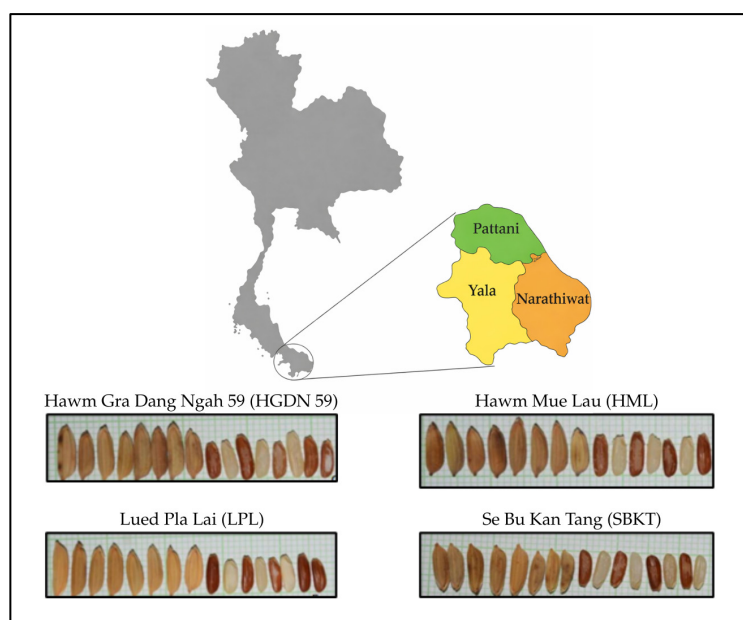 Pattani
Yala
Narathiwat
Hawm Gra Dang Ngah 59 (HGDN 59)
Hawm Mue Lau (HML)
Lued Pla Lai (LPL)
Se Bu Kan Tang (SBKT)